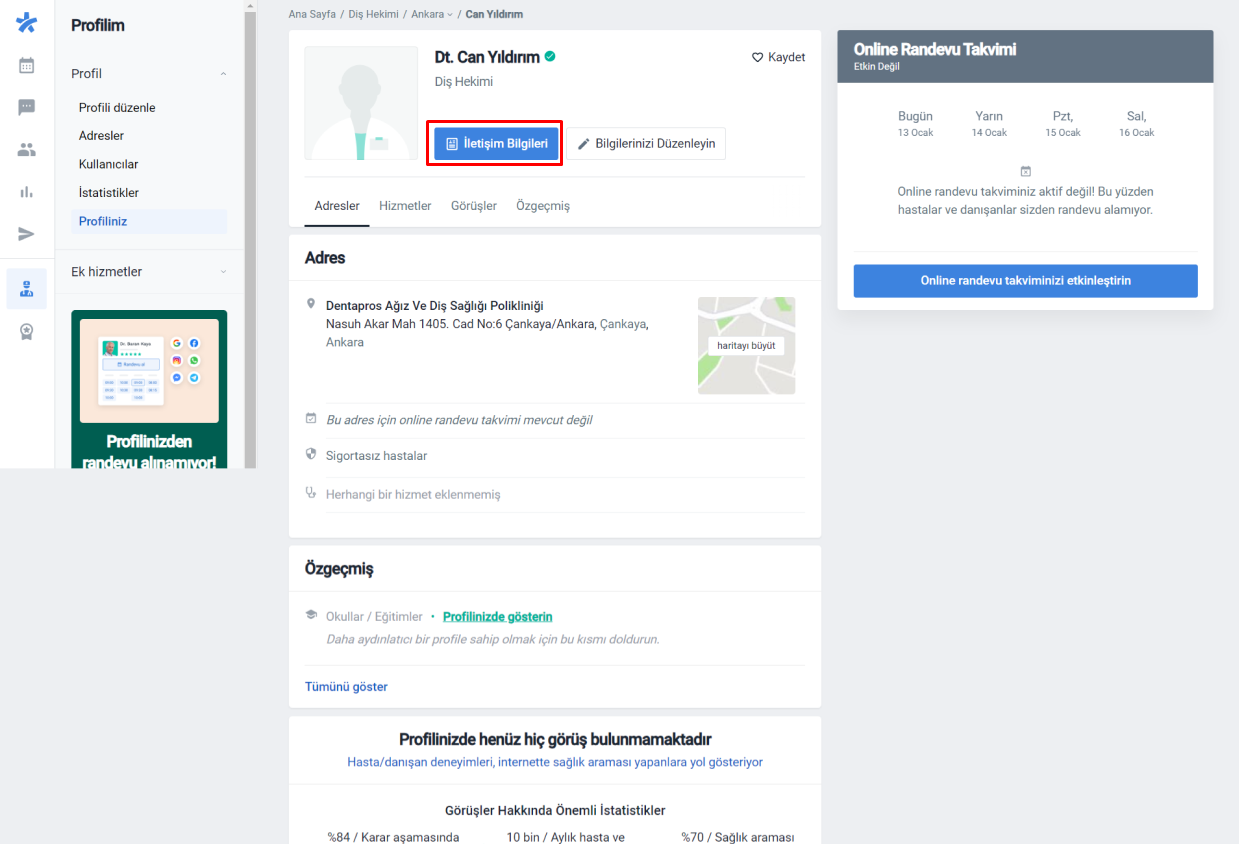 Profilim
Profil
Profili düzenle
Adresler
Kullanıcılar
İstatistikler
Profiliniz
Ek hizmetler
Dr. Baran Kaya
Randevu al
Profilinizden
randevu alınamıyor!
Ana Sayfa / Diş Hekimi / Ankara / Can Yıldırım
Dt. Can Yıldırım
Kaydet
Diş Hekimi
İletişim Bilgileri
Bilgilerinizi Düzenleyin
Adresler Hizmetler Görüşler Özgeçmiş
Adres
Dentapros Ağız Ve Diş Sağlığı Polikliniği
Nasuh Akar Mah 1405. Cad No:6 Çankaya/Ankara, Çankaya,
Ankara
haritayı büyüt
Bu adres için online randevu takvimi mevcut değil
Sigortasız hastalar
Herhangi bir hizmet eklenmemiş
Özgeçmiş
Okullar / Eğitimler • Profilinizde gösterin
Daha aydınlatıcı bir profile sahip olmak için bu kısmı doldurun.
Tümünü göster
Profilinizde henüz hiç görüş bulunmamaktadır
Hasta/danışan deneyimleri, internette sağlık araması yapanlara yol gösteriyor
Görüşler Hakkında Önemli İstatistikler
%84 / Karar aşamasında 10 bin / Aylık hasta ve %70 / Sağlık araması
Online Randevu Takvimi
Etkin Değil
Bugün Yarın Pzt, Sal,
13 Ocak 14 Ocak 15 Ocak 16 Ocak
Online randevu takviminiz aktif değil! Bu yüzden
hastalar ve danışanlar sizden randevu alamıyor.
Online randevu takviminizi etkinleştirin